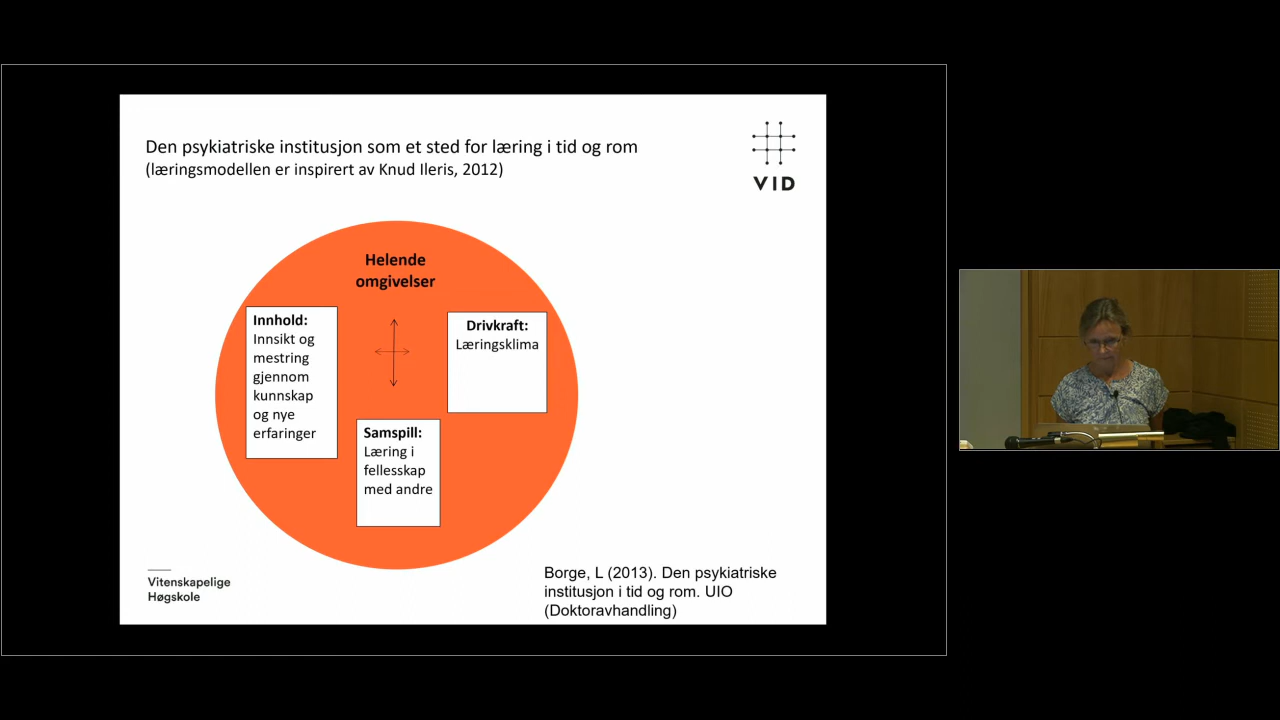 Den psykiatriske institusjon som et sted for læring i tid og rom
(læringsmodellen er inspirert av Knud Ileris, 2012)
VID
Helende
omgivelser
Innhold:
Innsikt og
mestring
gjennom
kunnskap
og nye
erfaringer
Drivkraft:
Læringsklima
Samspill:
Læring i
fellesskap
med andre
Vitenskapelige
Høgskole
Borge, L (2013). Den psykiatriske
institusjon i tid og rom. UIO
(Doktoravhandling)